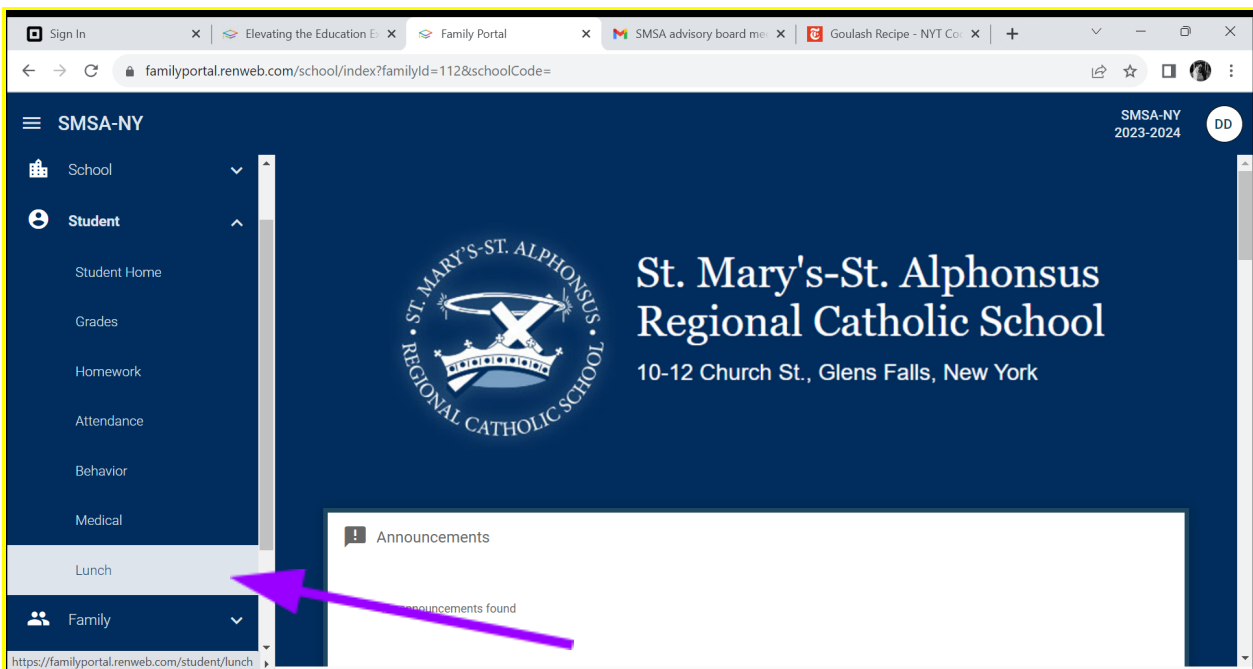 Sign In
Elevating the Education E
Family Portal
SMSA advisory board me
Goulash Recipe - NYT Co
familyportal.renweb.com/school/index?familyId=112&schoolCode=
SMSA-NY
SMSA-NY
2023-2024
DD
School
Student
Student Home
Grades
Homework
Attendance
Behavior
Medical
Lunch
Family
https://familyportal.renweb.com/student/lunch
ST. MARY'S-ST. ALPHONSUS
REGIONAL CATHOLIC SCHOOL
St. Mary's-St. Alphonsus
Regional Catholic School
10-12 Church St., Glens Falls, New York
Announcements
announcements found